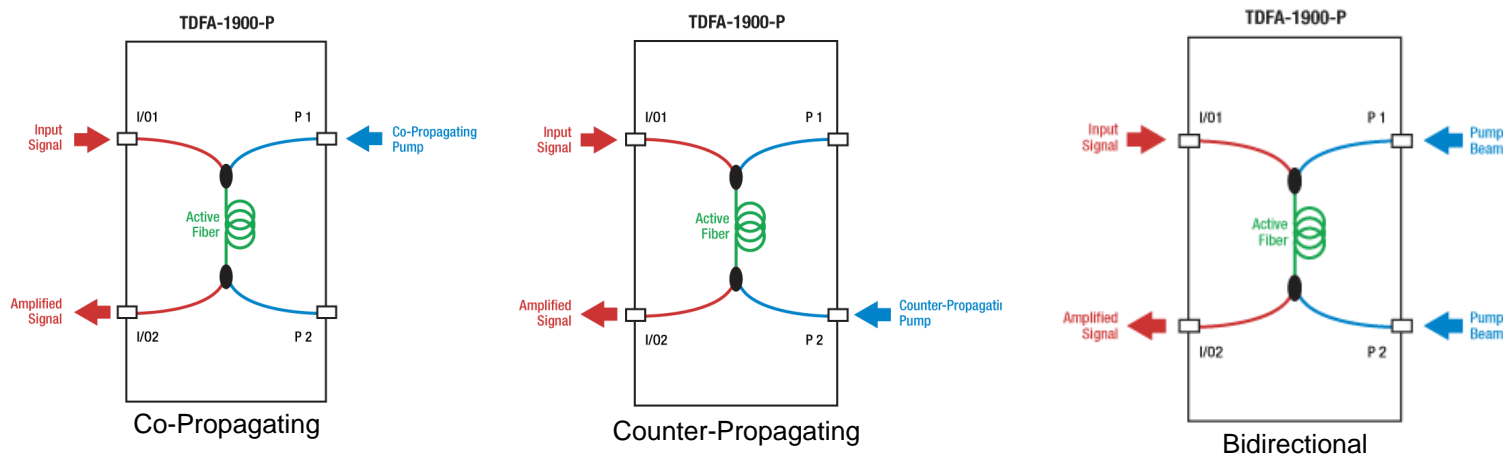 TDFA-1900-P
I/O1
P 1
Input
Signal
Co-Propagating
Pump
Active
Fiber
Amplified
Signal
I/O2
P 2
Co-Propagating
TDFA-1900-P
I/O1
P 1
Input
Signal
Active
Fiber
Amplified
Signal
Counter-Propagati
Pump
I/O2
P 2
Counter-Propagating
TDFA-1900-P
I/O1
P 1
Input
Signal
Pump
Beam
Active
Fiber
Amplified
Signal
Pump
Beam
I/O2
P 2
Bidirectional